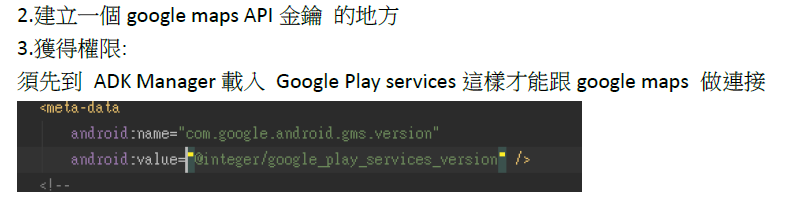 2.建立一個 google maps API 金鑰 的地方
3.獲得權限:
須先到 ADK Manager 載入 Google Play services 這樣才能跟 google maps 做連接
<meta-data
android:name="com.google.android.gms.version"
android:value="@integer/google_play_services_version" />
<!--